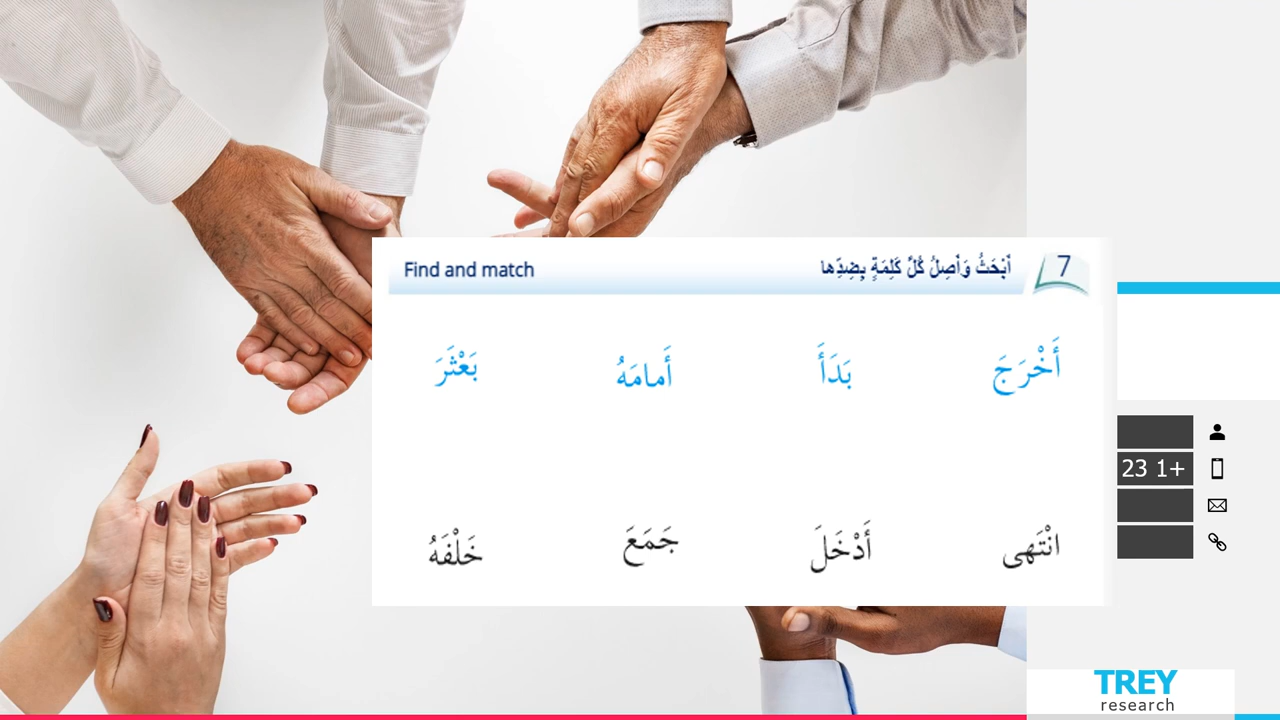 7 أَبْحَثُ وَأَصِلُ كُلَّ كَلِمَةٍ بِضِدِّها
Find and match
أَخْرَجَ بَدَأَ أَمامَهُ بَعْثَرَ
انْتَهى أَدْخَلَ جَمَعَ خَلْفَهُ
23 1+
TREY
research